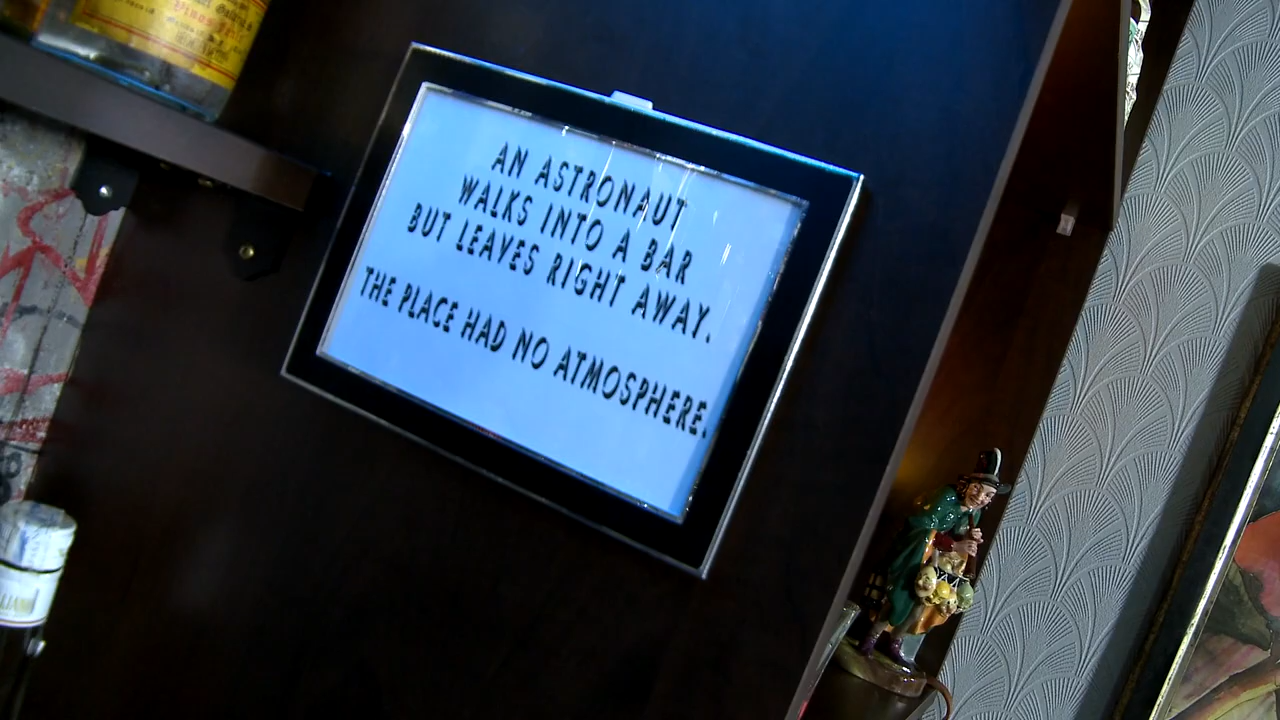 AN ASTRONAUT
WALKS INTO A BAR
BUT LEAVES RIGHT AWAY.
THE PLACE HAD NO ATMOSPHERE.